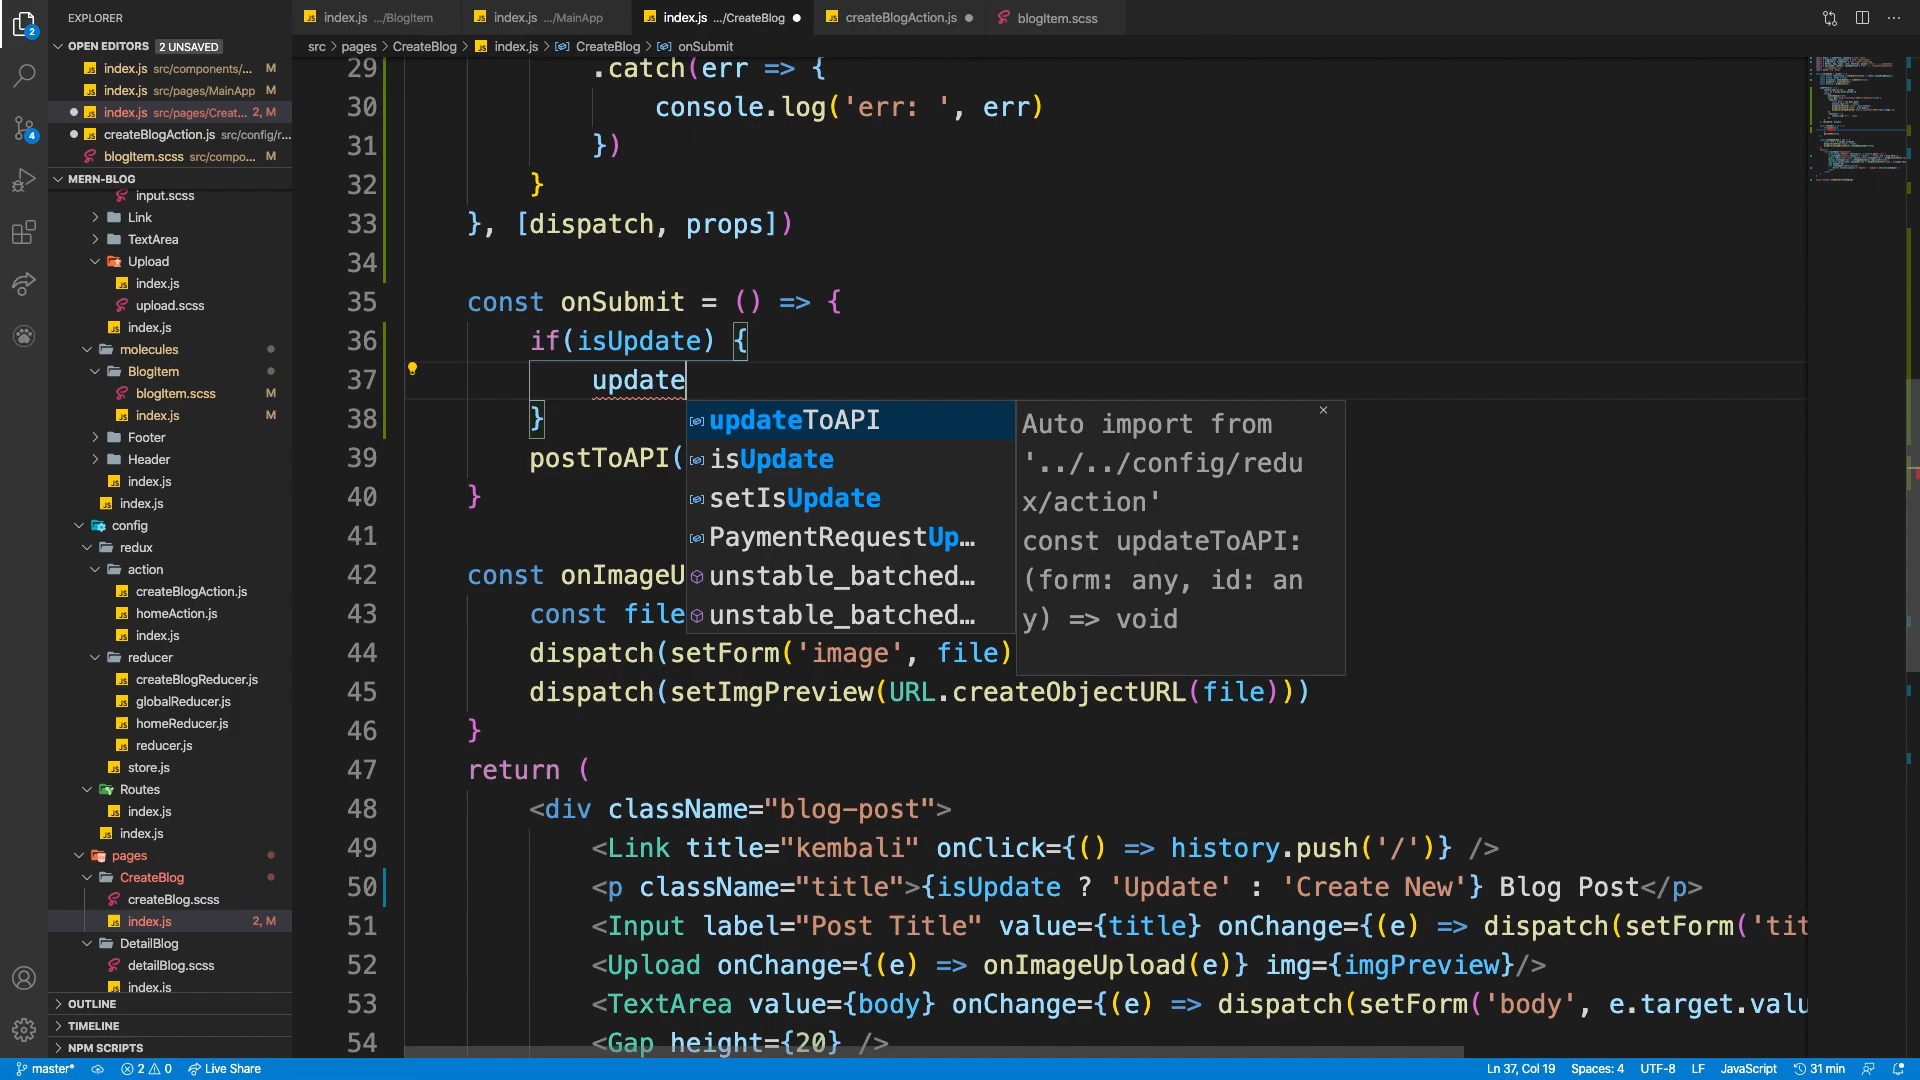 EXPLORER
OPEN EDITORS 2 UNSAVED
index.js src/components/... M
index.js src/pages/MainApp M
index.js src/pages/Creat... 2, M
createBlogAction.js src/config/r...
blogItem.scss src/compo... M
MERN-BLOG
input.scss
Link
TextArea
Upload
index.js
upload.scss
index.js
molecules
BlogItem
blogItem.scss M
index.js M
Footer
Header
index.js
index.js
config
redux
action
createBlogAction.js
homeAction.js
index.js
reducer
createBlogReducer.js
globalReducer.js
homeReducer.js
reducer.js
store.js
Routes
index.js
index.js
pages
CreateBlog
createBlog.scss
index.js 2, M
DetailBlog
detailBlog.scss
index.js
OUTLINE
TIMELINE
NPM SCRIPTS
index.js .../BlogItem index.js .../MainApp index.js .../CreateBlog createBlogAction.js blogItem.scss
src > pages > CreateBlog > index.js > CreateBlog > onSubmit
29 .catch(err => {
30 console.log('err: ', err)
31 })
32 }
33 }, [dispatch, props])
34
35 const onSubmit = () => {
36 if(isUpdate) {
37 update
38 }
39 postToAPI(
40 }
41
42 const onImageU
43 const file
44 dispatch(setForm('image', file)
45 dispatch(setImgPreview(URL.createObjectURL(file)))
46 }
47 return (
48 <div className="blog-post">
49 <Link title="kembali" onClick={() => history.push('/')} />
50 <p className="title">{isUpdate ? 'Update' : 'Create New'} Blog Post</p>
51 <Input label="Post Title" value={title} onChange={(e) => dispatch(setForm('tit
52 <Upload onChange={(e) => onImageUpload(e)} img={imgPreview}/>
53 <TextArea value={body} onChange={(e) => dispatch(setForm('body', e.target.valu
54 <Gap height={20} />
updateToAPI
isUpdate
setIsUpdate
PaymentRequestUp...
unstable_batched...
unstable_batched...
Auto import from
'../../config/redu
x/action'
const updateToAPI:
(form: any, id: an
y) => void
2
4
master* 2 0 Live Share Ln 37, Col 19 Spaces: 4 UTF-8 LF JavaScript 31 min